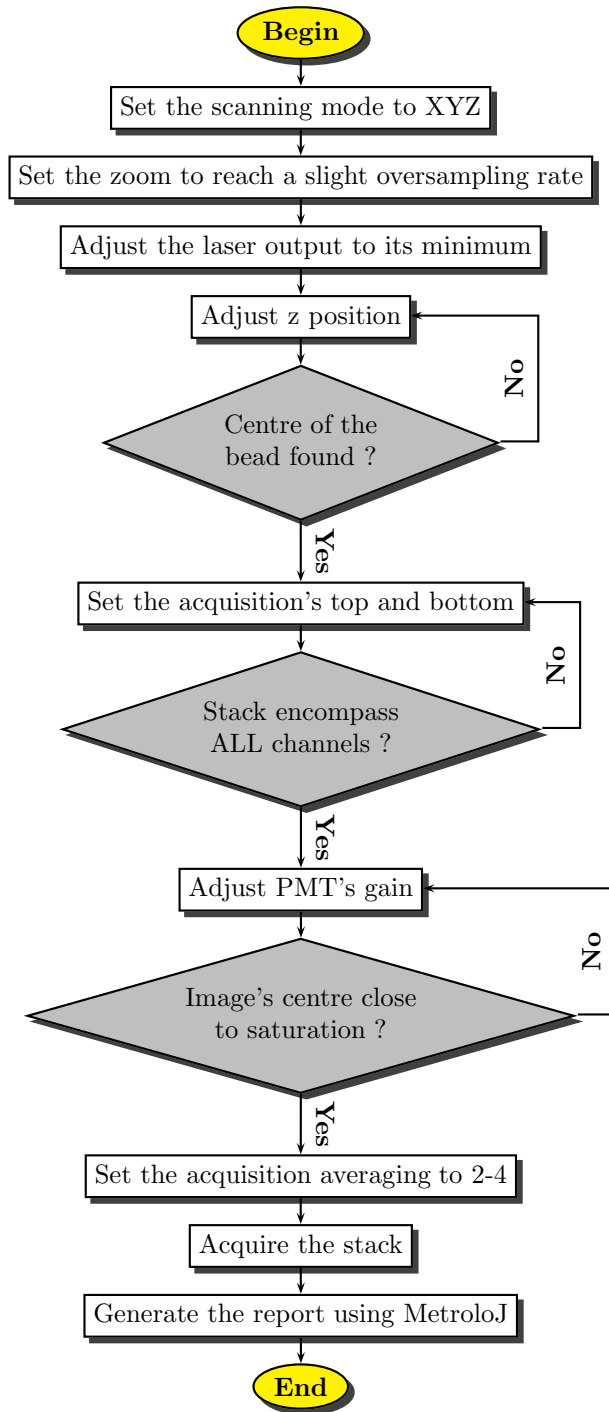 Begin
Set the scanning mode to XYZ
Set the zoom to reach a slight oversampling rate
Adjust the laser output to its minimum
Adjust z position
No
Centre of the
bead found ?
Yes
Set the acquisition's top and bottom
No
Stack encompass
ALL channels ?
Yes
Adjust PMT's gain
No
Image's centre close
to saturation ?
Yes
Set the acquisition averaging to 2-4
Acquire the stack
Generate the report using MetroloJ
End